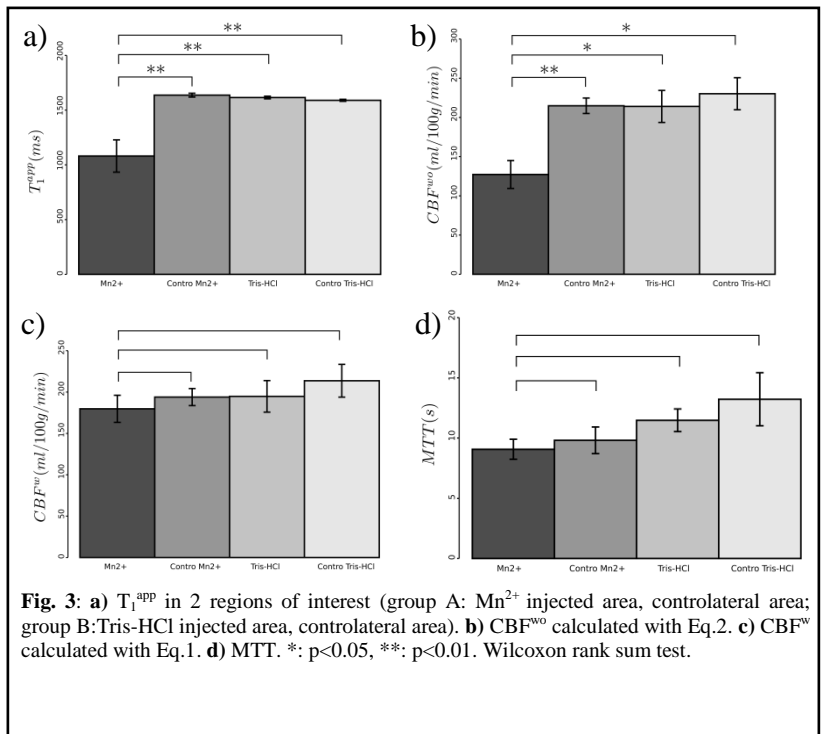 a)
**
**
**
2000
1500
1000
500
0
T₁ᵃᵖᵖ(ms)
Mn2+ Contro Mn2+ Tris-HCl Contro Tris-HCl
b)
*
*
**
300
250
200
150
100
50
0
CBFʷᵒ(ml/100g/min)
Mn2+ Contro Mn2+ Tris-HCl Contro Tris-HCl
c)
250
200
150
100
50
0
CBFʷ(ml/100g/min)
Mn2+ Contro Mn2+ Tris-HCl Contro Tris-HCl
d)
20
15
10
5
0
MTT(s)
Mn2+ Contro Mn2+ Tris-HCl Contro Tris-HCl
Fig. 3: a) T₁ᵃᵖᵖ in 2 regions of interest (group A: Mn²⁺ injected area, controlateral area;
group B:Tris-HCl injected area, controlateral area). b) CBFʷᵒ calculated with Eq.2. c) CBFʷ
calculated with Eq.1. d) MTT. *: p<0.05, **: p<0.01. Wilcoxon rank sum test.